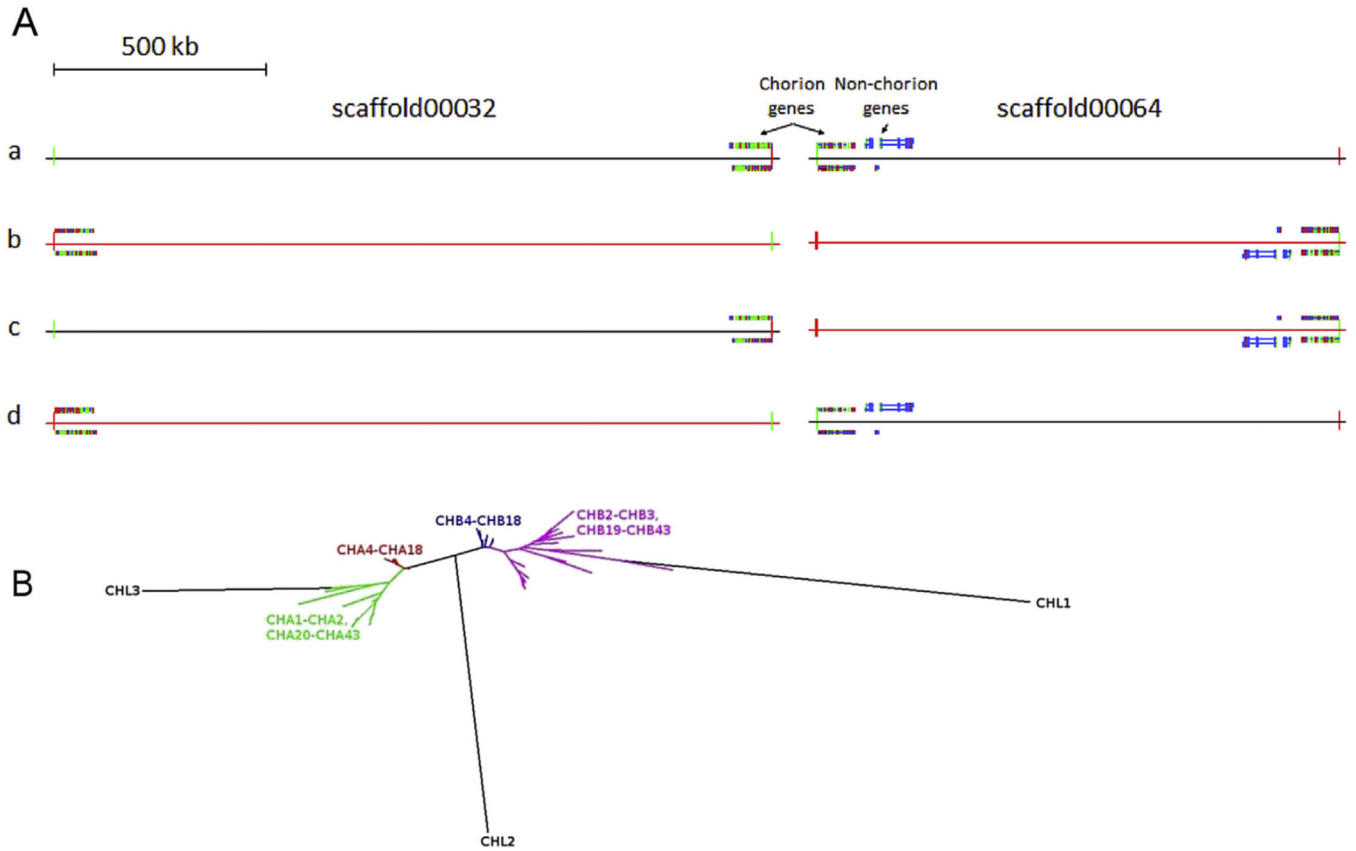 A
500 kb
scaffold00032
Chorion
genes
Non-chorion
genes
scaffold00064
a
b
c
d
B
CHB4-CHB18
CHB2-CHB3,
CHB19-CHB43
CHA4-CHA18
CHL3
CHA1-CHA2,
CHA20-CHA43
CHL1
CHL2